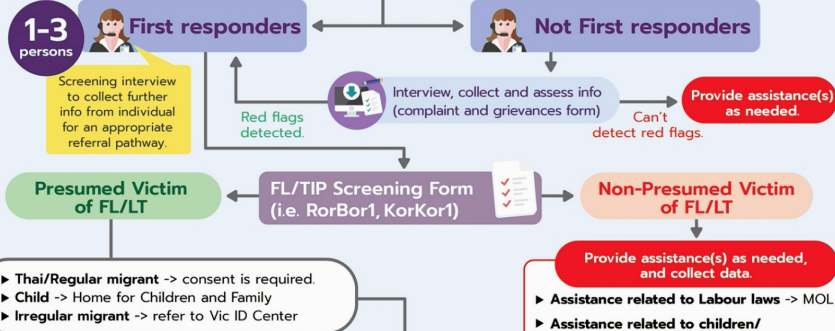 1-3
persons
First responders
Not First responders
Screening interview
to collect further
info from individual
for an appropriate
referral pathway.
Red flags
detected.
Interview, collect and assess info
(complaint and grievances form)
Can't
detect red flags.
Provide assistance(s)
as needed.
Presumed Victim
of FL/LT
FL/TIP Screening Form
(i.e. RorBor1, KorKor1)
Non-Presumed Victim
of FL/LT
▶ Thai/Regular migrant -> consent is required.
▶ Child -> Home for Children and Family
▶ Irregular migrant -> refer to Vic ID Center
Provide assistance(s) as needed,
and collect data.
▶ Assistance related to Labour laws -> MOL
▶ Assistance related to children/